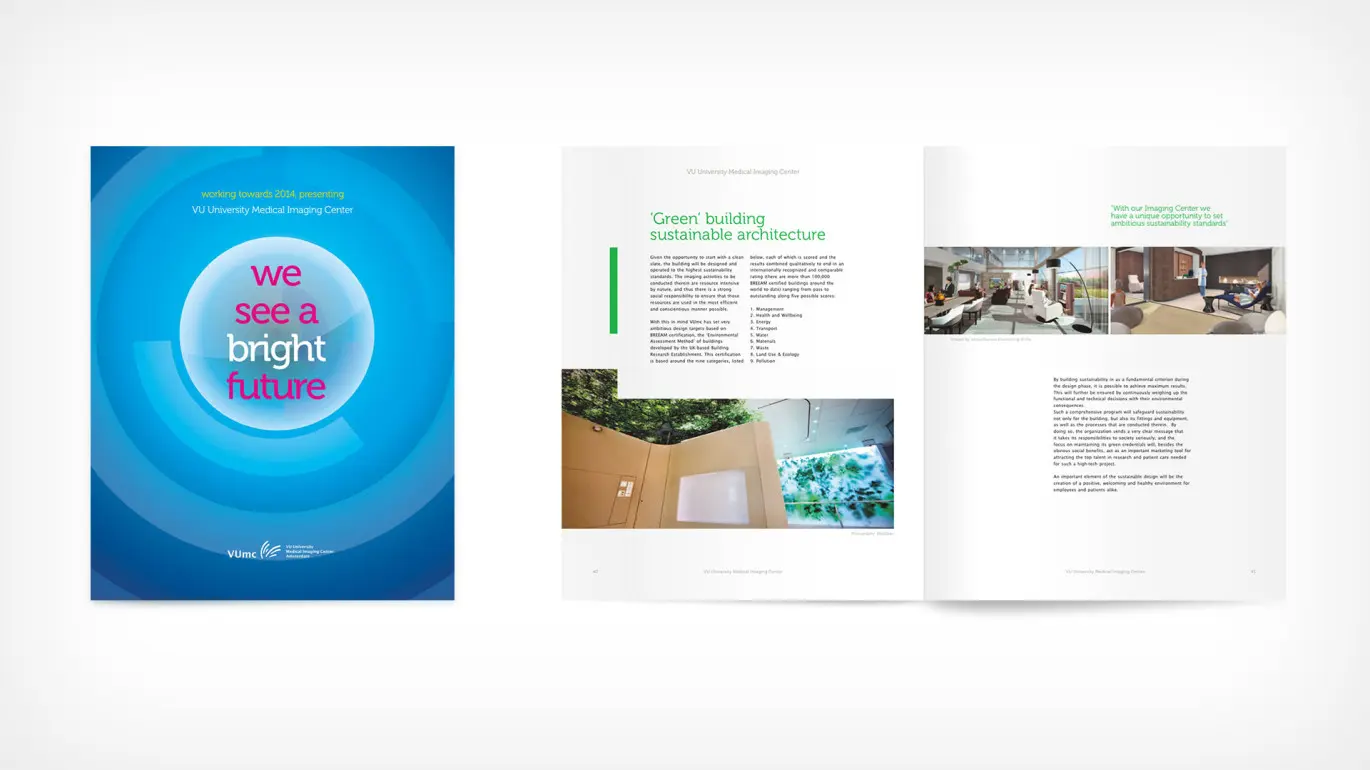 working towards 2014, presenting
VU University Medical Imaging Center
we
see a
bright
future
VUmc
VU University
Medical Imaging Center
Amsterdam
VU University Medical Imaging Center
‘Green’ building
sustainable architecture
Given the opportunity to start with a clean
slate, the building will be designed and
operated to the highest sustainability
standards. The imaging activities to be
conducted therein are resource intensive
by nature, and thus there is a strong
social responsibility to ensure that these
resources are used in the most efficient
and conscientious manner possible.
With this in mind VUmc has set very
ambitious design targets based on
BREEAM certification, the ‘Environmental
Assessment Method’ of buildings
developed by the UK-based Building
Research Establishment. This certification
is based around the nine categories, listed
below, each of which is scored and the
results combined qualitatively to end in an
internationally recognized and comparable
rating (there are more than 100,000
BREEAM certified buildings around the
world to date) ranging from pass to
outstanding along five possible scores:
1. Management
2. Health and Wellbeing
3. Energy
4. Transport
5. Water
6. Materials
7. Waste
8. Land Use & Ecology
9. Pollution
40
VU University Medical Imaging Center
"With our Imaging Center we
have a unique opportunity to set
ambitious sustainability standards"
By building sustainability in as a fundamental criterion during
the design phase, it is possible to achieve maximum results.
This will further be ensured by continuously weighing up the
functional and technical decisions with their environmental
consequences.
Such a comprehensive program will safeguard sustainability
not only for the building, but also its fittings and equipment,
as well as the processes that are conducted therein. By
doing so, the organization sends a very clear message that
it takes its responsibilities to society seriously; and the
focus on maintaining its green credentials will, besides the
obvious social benefits, act as an important marketing tool for
attracting the top talent in research and patient care needed
for such a high-tech project.
An important element of the sustainable design will be the
creation of a positive, welcoming and healthy environment for
employees and patients alike.
VU University Medical Imaging Center
41